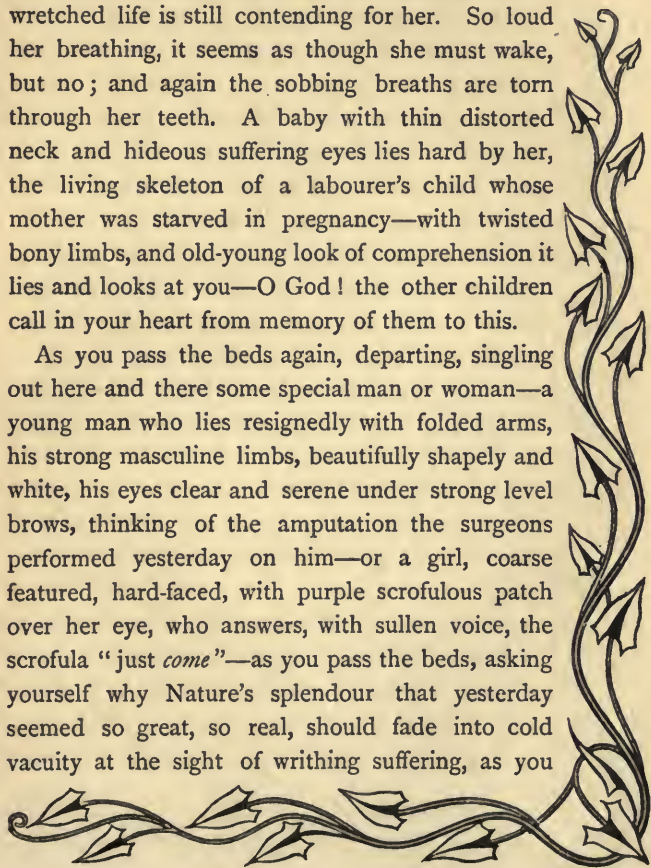 wretched life is still contending for her. So loud
her breathing, it seems as though she must wake,
but no; and again the sobbing breaths are torn
through her teeth. A baby with thin distorted
neck and hideous suffering eyes lies hard by her,
the living skeleton of a labourer's child whose
mother was starved in pregnancy—with twisted
bony limbs, and old-young look of comprehension it
lies and looks at you—O God! the other children
call in your heart from memory of them to this.
As you pass the beds again, departing, singling
out here and there some special man or woman—a
young man who lies resignedly with folded arms,
his strong masculine limbs, beautifully shapely and
white, his eyes clear and serene under strong level
brows, thinking of the amputation the surgeons
performed yesterday on him—or a girl, coarse
featured, hard-faced, with purple scrofulous patch
over her eye, who answers, with sullen voice, the
scrofula "just come"—as you pass the beds, asking
yourself why Nature's splendour that yesterday
seemed so great, so real, should fade into cold
vacuity at the sight of writhing suffering, as you